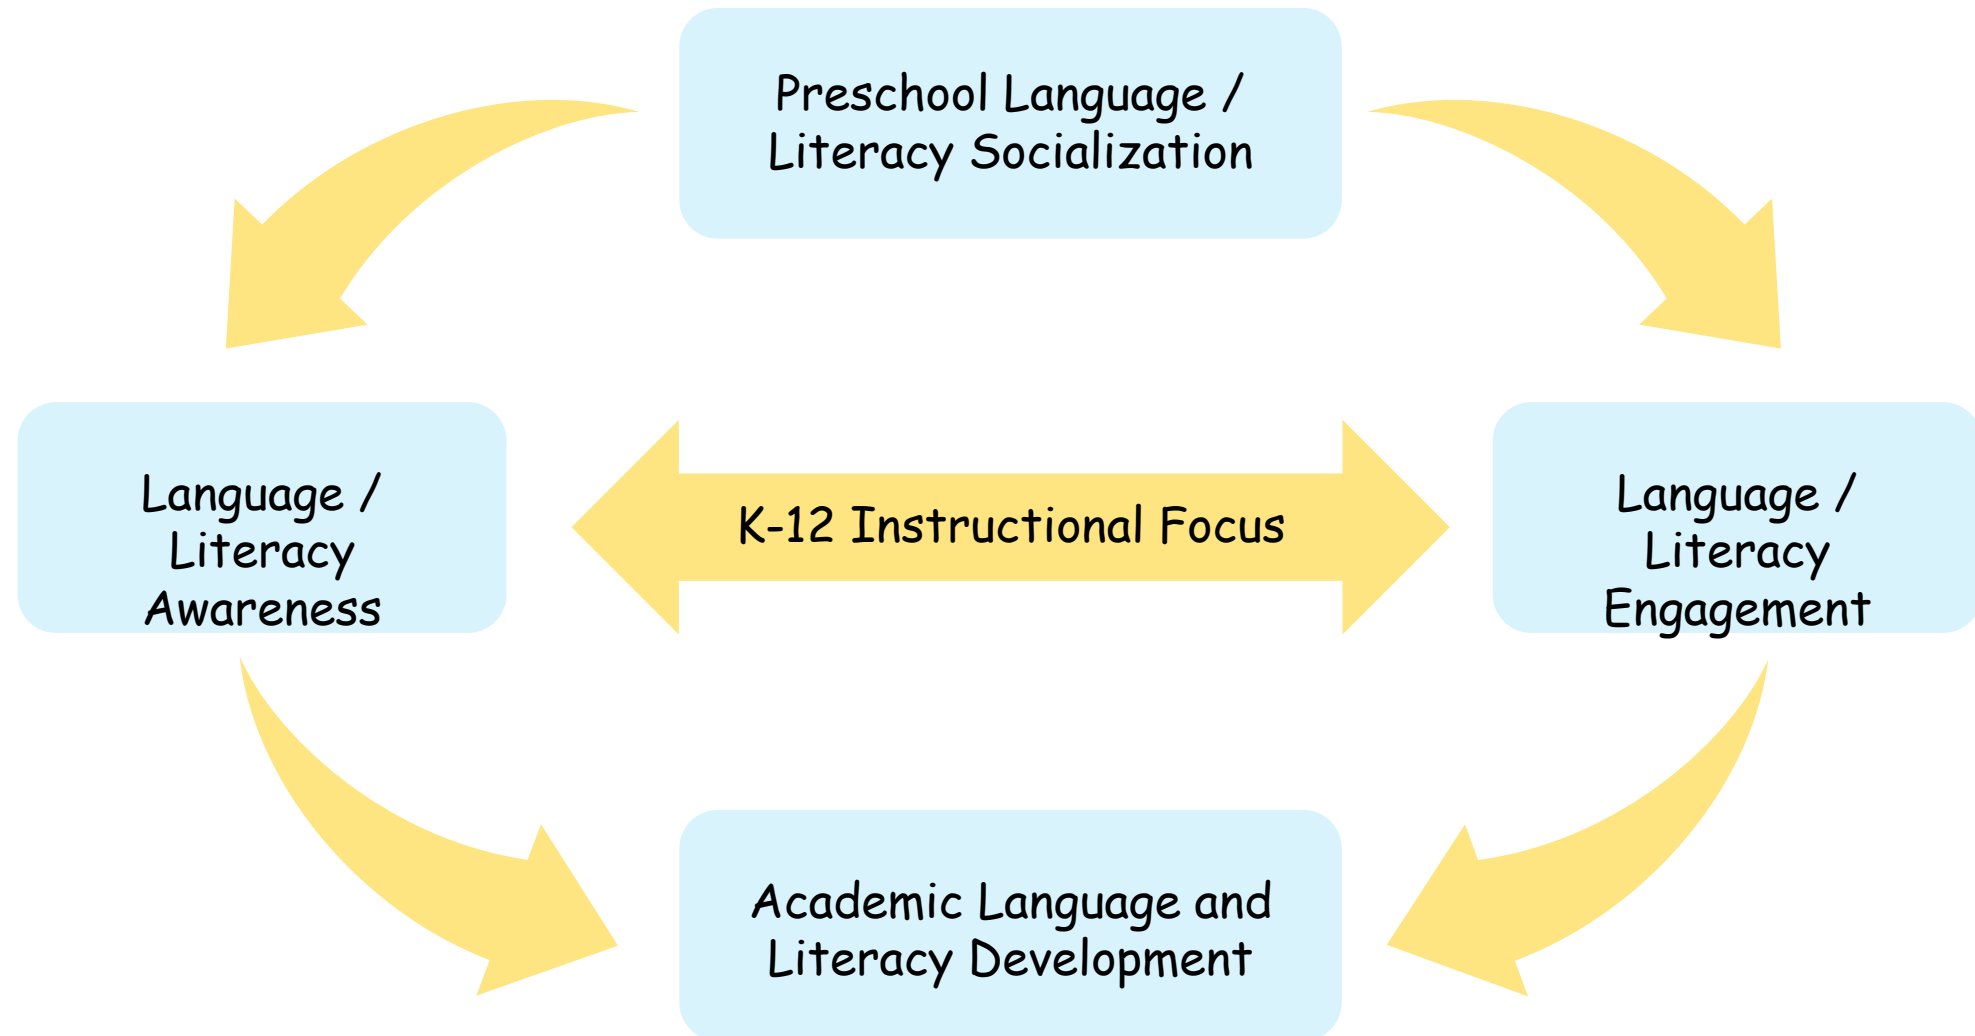 Preschool Language /
Literacy Socialization
Language /
Literacy
Awareness
K-12 Instructional Focus
Language /
Literacy
Engagement
Academic Language and
Literacy Development